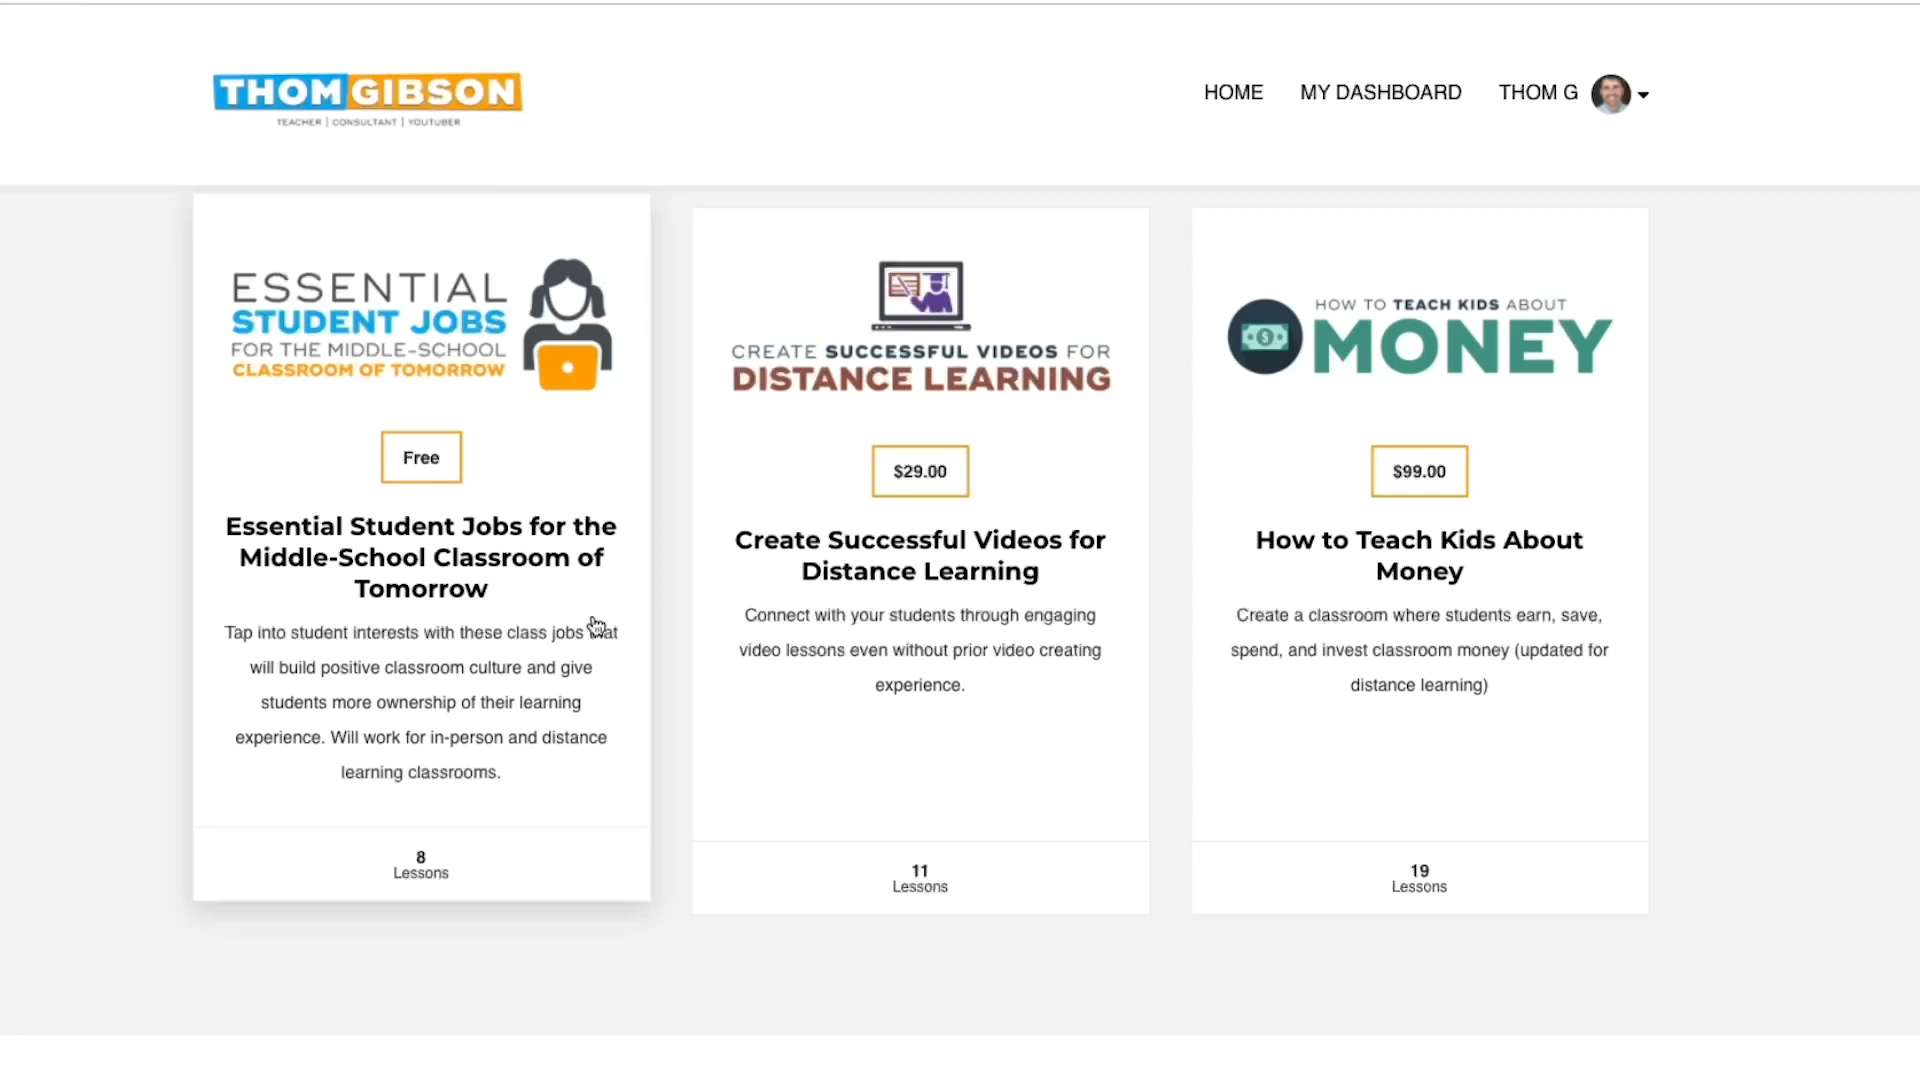 THOMGIBSON
TEACHER | CONSULTANT | YOUTUBER
HOME
MY DASHBOARD
THOM G
ESSENTIAL
STUDENT JOBS
FOR THE MIDDLE-SCHOOL
CLASSROOM OF TOMORROW
Free
Essential Student Jobs for the
Middle-School Classroom of
Tomorrow
Tap into student interests with these class jobs
will build positive classroom culture and give
students more ownership of their learning
experience. Will work for in-person and distance
learning classrooms.
8
Lessons
CREATE SUCCESSFUL VIDEOS FOR
DISTANCE LEARNING
$29.00
Create Successful Videos for
Distance Learning
Connect with your students through engaging
video lessons even without prior video creating
experience.
11
Lessons
HOW TO TEACH KIDS ABOUT
MONEY
$99.00
How to Teach Kids About
Money
Create a classroom where students earn, save,
spend, and invest classroom money (updated for
distance learning)
19
Lessons